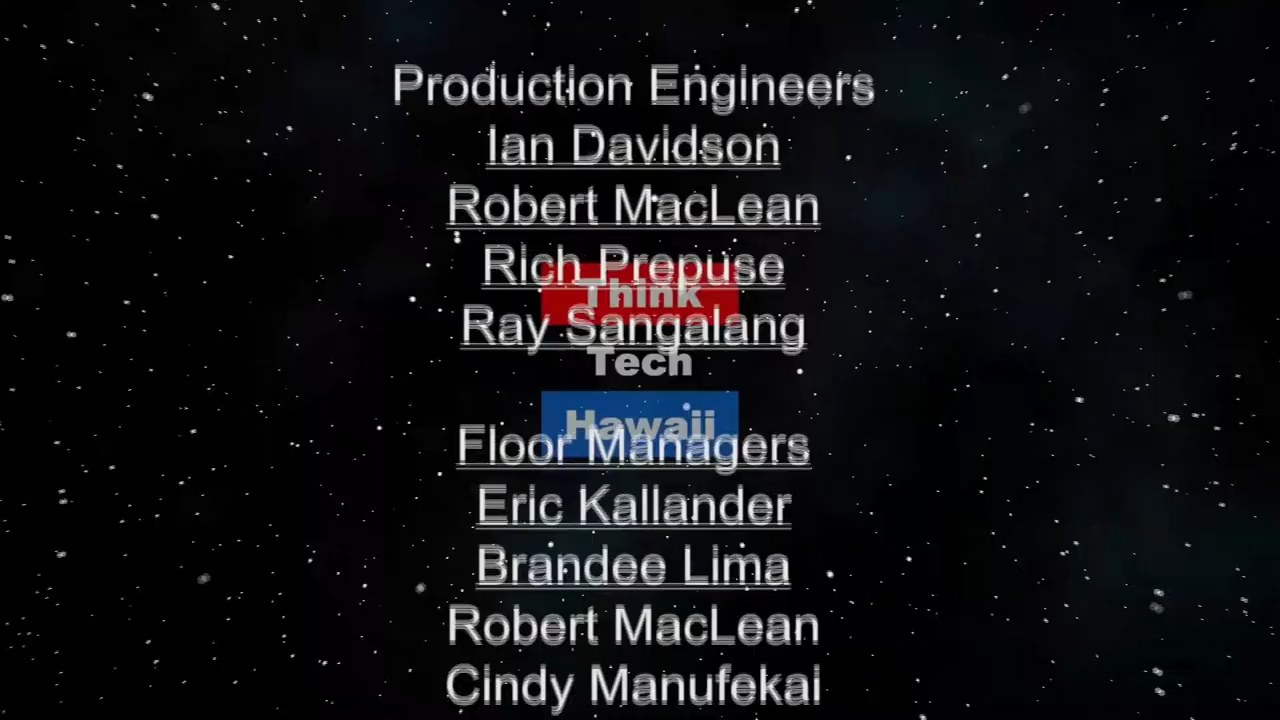 Production Engineers
Ian Davidson
Robert MacLean
Rich Prepuse
Think
Ray Sangalang
Tech
Hawaii
Floor Managers
Eric Kallander
Brandee Lima
Robert MacLean
Cindy Manufekai